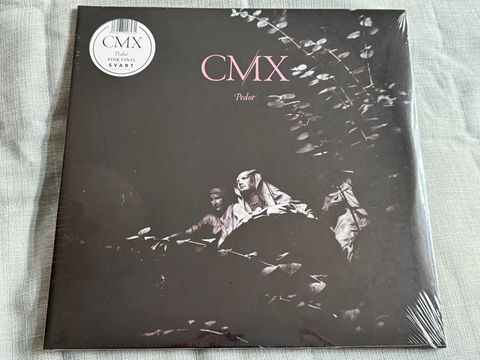 CMX
Pedot
PINK VINYL
SVART
CMX
Pedot